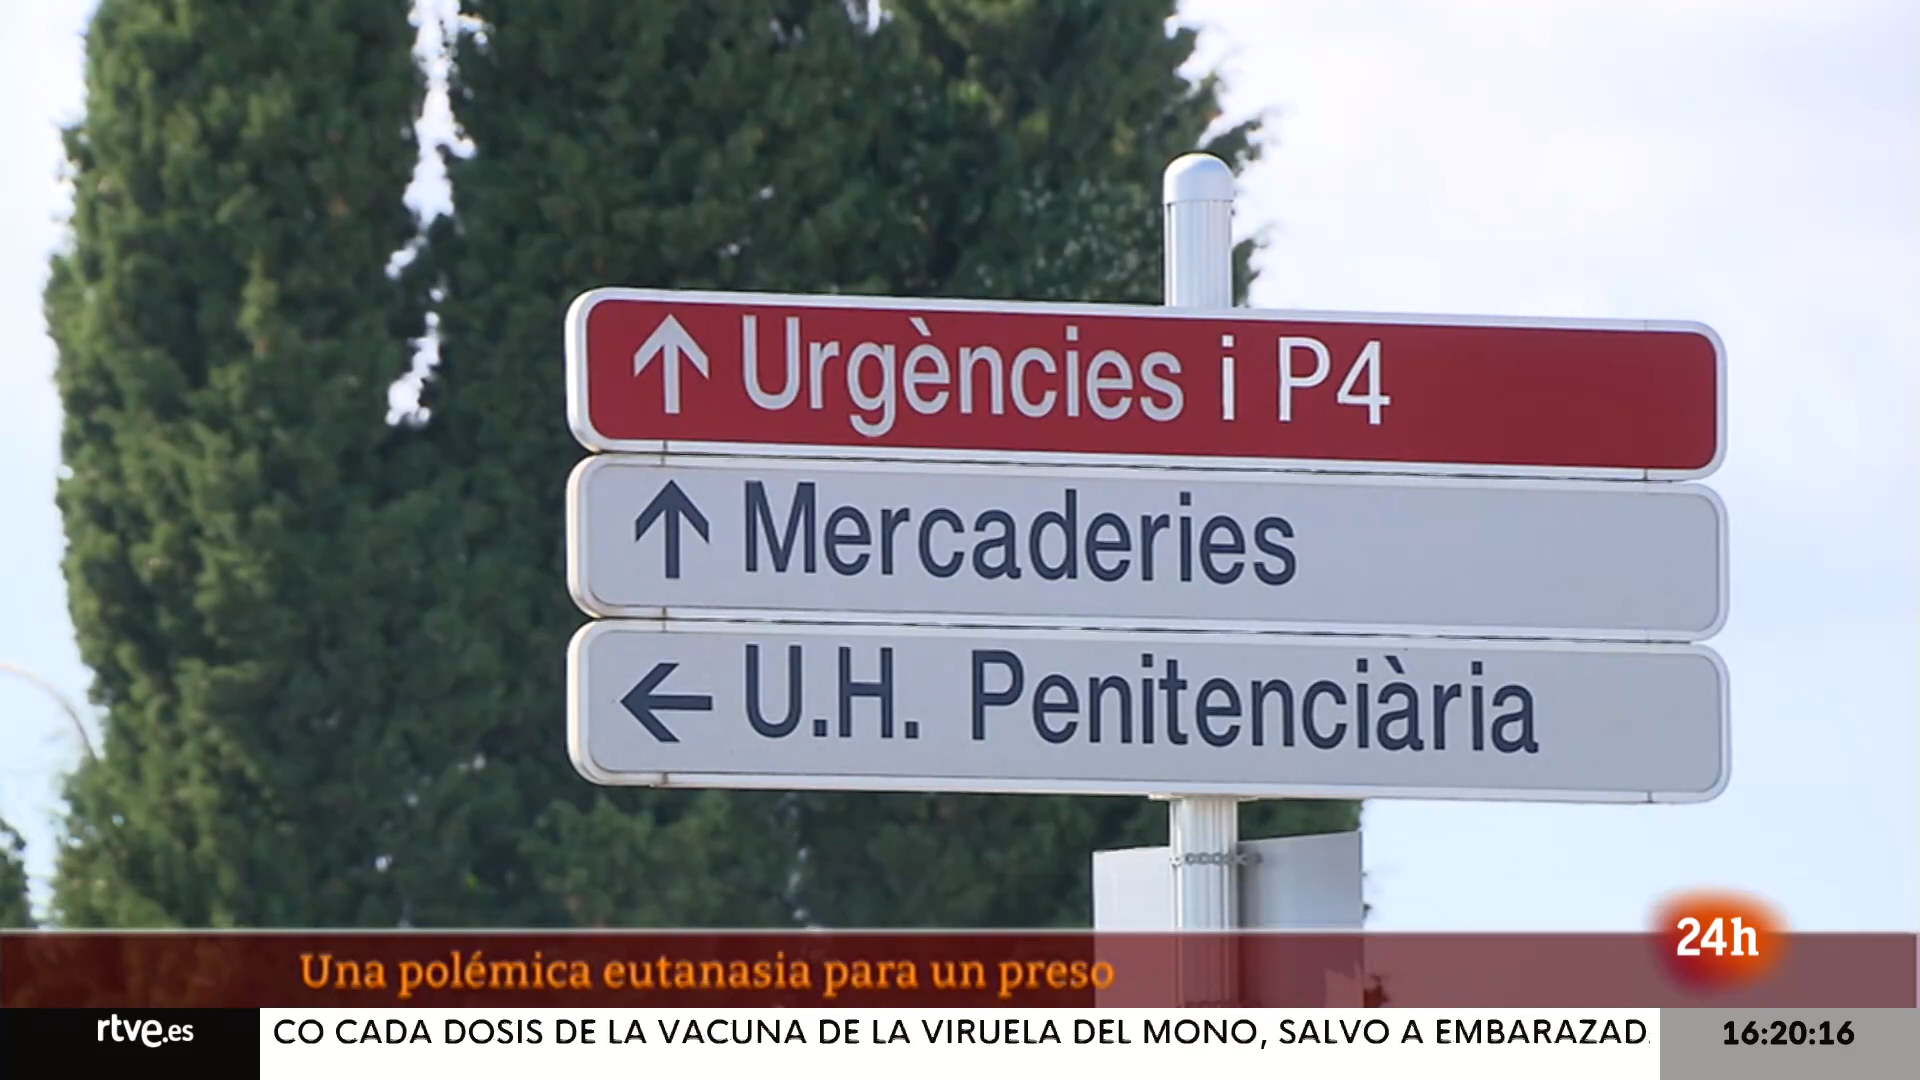 Urgències i P4
Mercaderies
U.H. Penitenciària
24h
Una polémica eutanasia para un preso
rtve.es
CO CADA DOSIS DE LA VACUNA DE LA VIRUELA DEL MONO, SALVO A EMBARAZAD
16:20:16